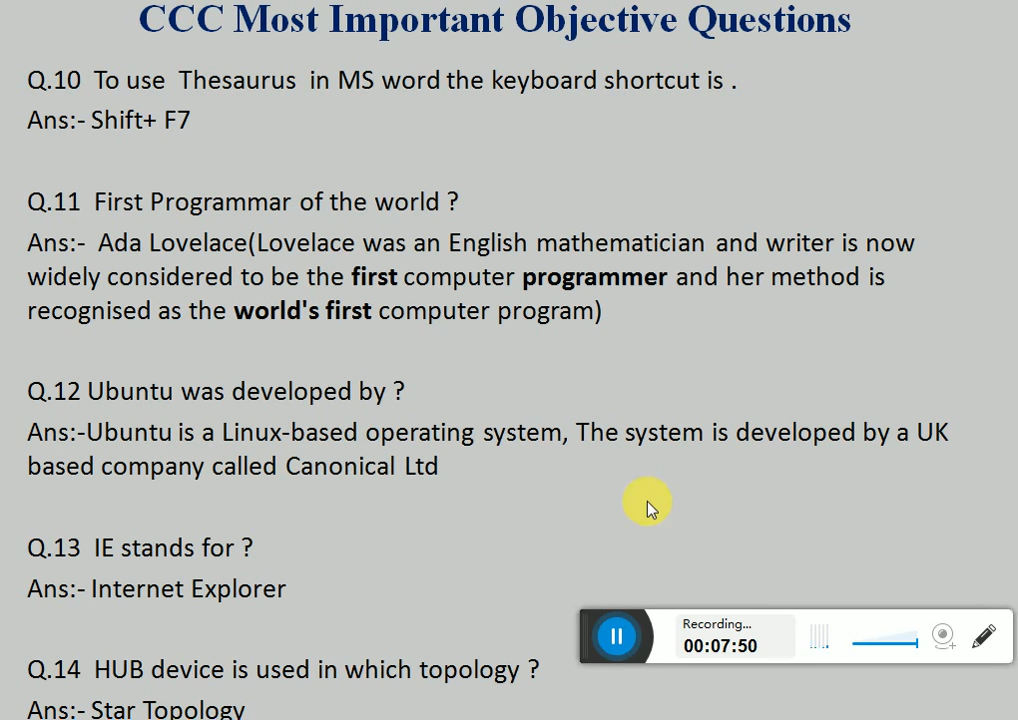 CCC Most Important Objective Questions
Q.10 To use Thesaurus in MS word the keyboard shortcut is .
Ans:- Shift+ F7
Q.11 First Programmar of the world ?
Ans:- Ada Lovelace(Lovelace was an English mathematician and writer is now
widely considered to be the first computer programmer and her method is
recognised as the world's first computer program)
Q.12 Ubuntu was developed by ?
Ans:-Ubuntu is a Linux-based operating system, The system is developed by a UK
based company called Canonical Ltd
Q.13 IE stands for ?
Ans:- Internet Explorer
Recording...
00:07:50
Q.14 HUB device is used in which topology ?
Ans:- Star Topology